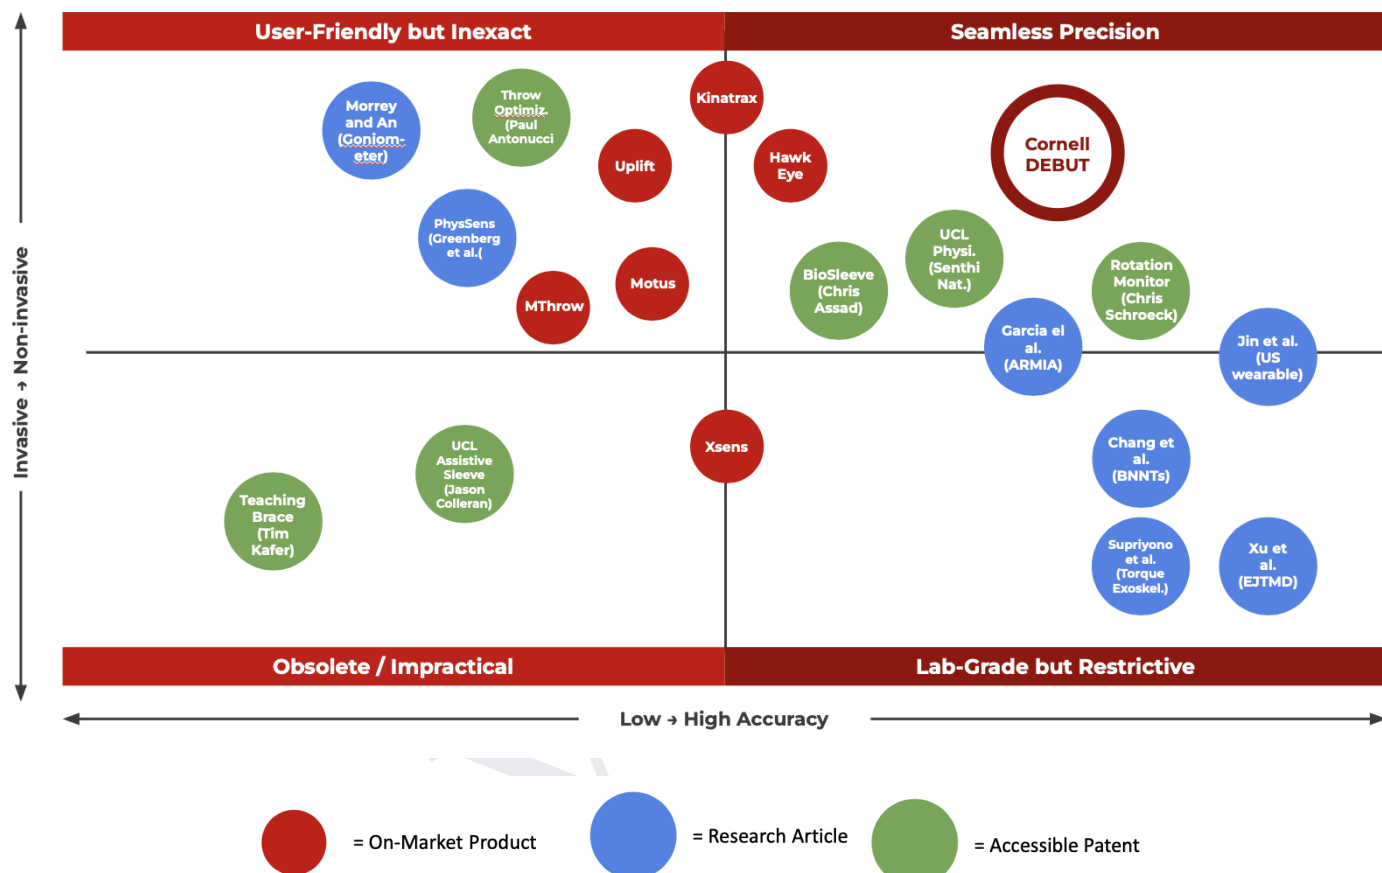 User-Friendly but Inexact
Seamless Precision
Invasive → Non-invasive
Morrey
and An
(Goniom-
eter)
Throw
Optimiz.
(Paul
Antonucci
Kinatrax
Uplift
Hawk
Eye
Cornell
DEBUT
PhysSens
(Greenberg
et al.(
MThrow
Motus
BioSleeve
(Chris
Assad)
UCL
Physi.
(Senthi
Nat.)
Rotation
Monitor
(Chris
Schroeck)
Garcia el
al.
(ARMIA)
Jin et al.
(US
wearable)
Teaching
Brace
(Tim
Kafer)
UCL
Assistive
Sleeve
(Jason
Colleran)
Xsens
Chang et
al.
(BNNTs)
Supriyono
et al.
(Torque
Exoskel.)
Xu et
al.
(EJTMD)
Obsolete / Impractical
Lab-Grade but Restrictive
Low → High Accuracy
= On-Market Product
= Research Article
= Accessible Patent